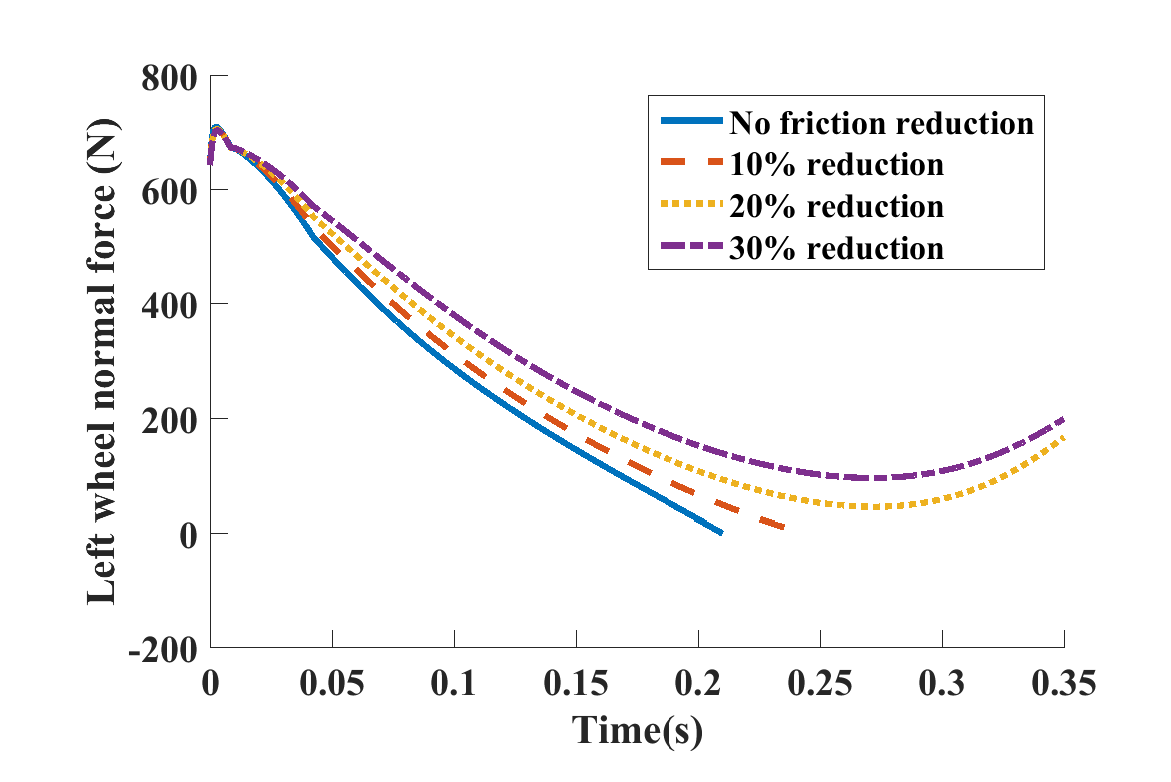 800
600
400
200
0
-200
Left wheel normal force (N)
No friction reduction
10% reduction
20% reduction
30% reduction
0 0.05 0.1 0.15 0.2 0.25 0.3 0.35
Time(s)